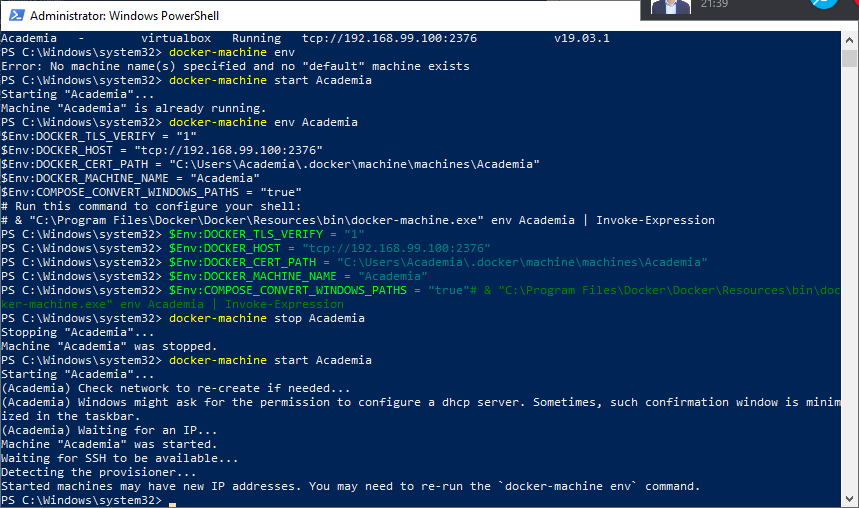 Administrator: Windows PowerShell
21:39
Academia   -        virtualbox   Running   tcp://192.168.99.100:2376           v19.03.1
PS C:\Windows\system32> docker-machine env
Error: No machine name(s) specified and no "default" machine exists
PS C:\Windows\system32> docker-machine start Academia
Starting "Academia"...
Machine "Academia" is already running.
PS C:\Windows\system32> docker-machine env Academia
$Env:DOCKER_TLS_VERIFY = "1"
$Env:DOCKER_HOST = "tcp://192.168.99.100:2376"
$Env:DOCKER_CERT_PATH = "C:\Users\Academia\.docker\machine\machines\Academia"
$Env:DOCKER_MACHINE_NAME = "Academia"
$Env:COMPOSE_CONVERT_WINDOWS_PATHS = "true"
# Run this command to configure your shell:
# & "C:\Program Files\Docker\Docker\Resources\bin\docker-machine.exe" env Academia | Invoke-Expression
PS C:\Windows\system32> $Env:DOCKER_TLS_VERIFY = "1"
PS C:\Windows\system32> $Env:DOCKER_HOST = "tcp://192.168.99.100:2376"
PS C:\Windows\system32> $Env:DOCKER_CERT_PATH = "C:\Users\Academia\.docker\machine\machines\Academia"
PS C:\Windows\system32> $Env:DOCKER_MACHINE_NAME = "Academia"
PS C:\Windows\system32> $Env:COMPOSE_CONVERT_WINDOWS_PATHS = "true"# & "C:\Program Files\Docker\Docker\Resources\bin\doc
ker-machine.exe" env Academia | Invoke-Expression
PS C:\Windows\system32> docker-machine stop Academia
Stopping "Academia"...
Machine "Academia" was stopped.
PS C:\Windows\system32> docker-machine start Academia
Starting "Academia"...
(Academia) Check network to re-create if needed...
(Academia) Windows might ask for the permission to configure a dhcp server. Sometimes, such confirmation window is minim
ized in the taskbar.
(Academia) Waiting for an IP...
Machine "Academia" was started.
Waiting for SSH to be available...
Detecting the provisioner...
Started machines may have new IP addresses. You may need to re-run the `docker-machine env` command.
PS C:\Windows\system32>